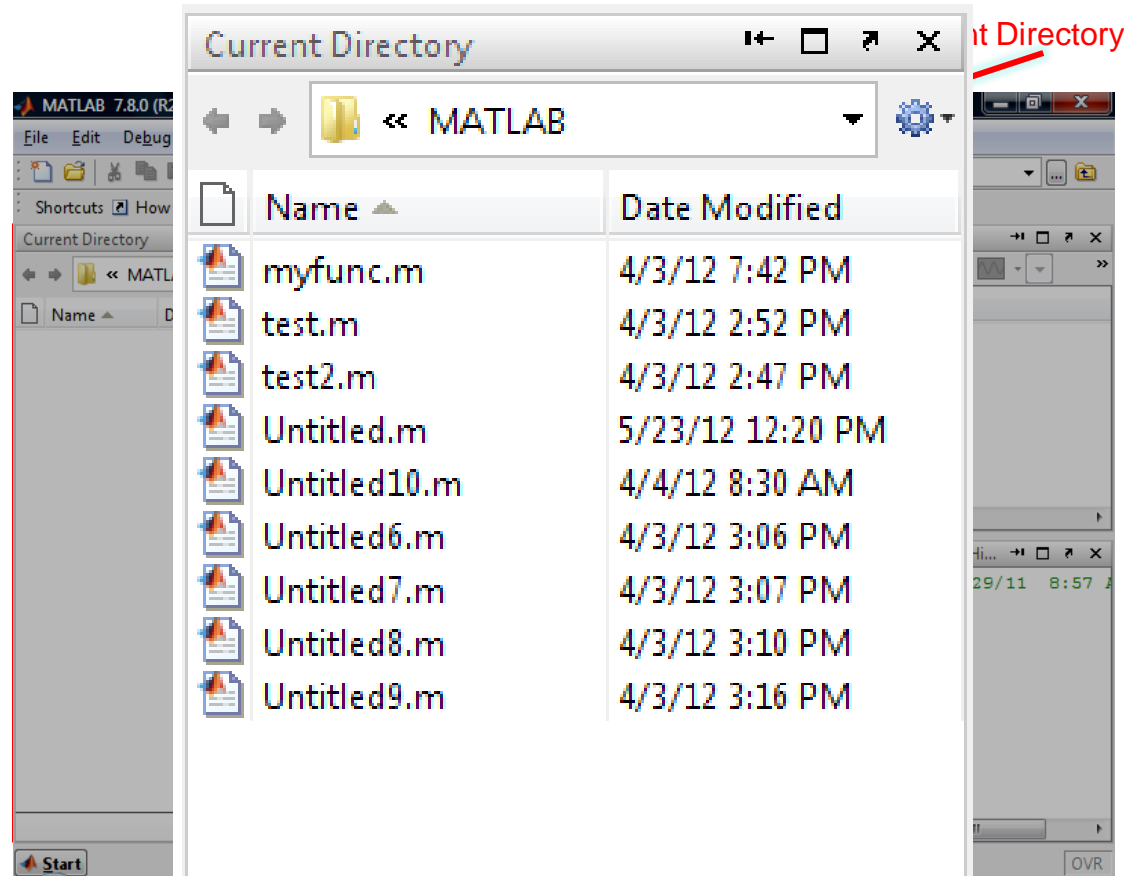 Current Directory
nt Directory
MATLAB 7.8.0 (R2
File Edit Debug
Shortcuts How
Current Directory
« MATL
Name D
« MATLAB
Name Date Modified
myfunc.m 4/3/12 7:42 PM
test.m 4/3/12 2:52 PM
test2.m 4/3/12 2:47 PM
Untitled.m 5/23/12 12:20 PM
Untitled10.m 4/4/12 8:30 AM
Untitled6.m 4/3/12 3:06 PM
Untitled7.m 4/3/12 3:07 PM
Untitled8.m 4/3/12 3:10 PM
Untitled9.m 4/3/12 3:16 PM
...
»
Hi...
29/11 8:57 A
Start
OVR